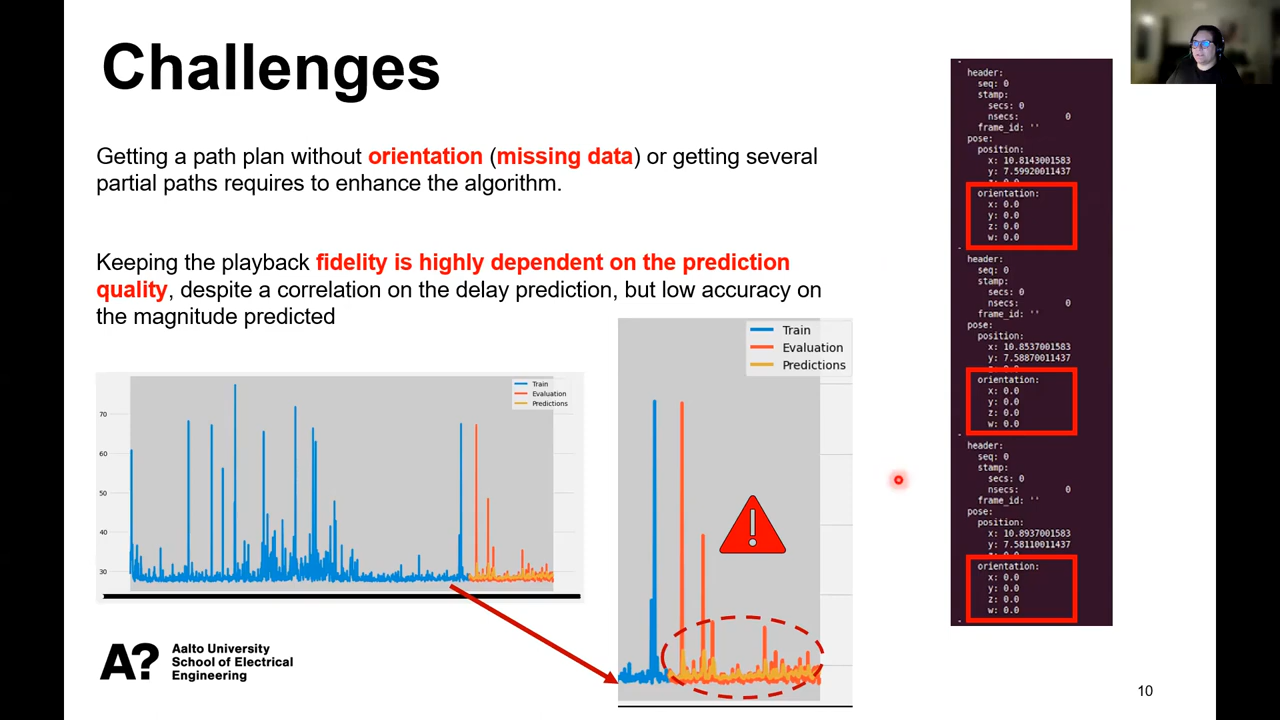 Challenges
Getting a path plan without orientation (missing data) or getting several
partial paths requires to enhance the algorithm.
Keeping the playback fidelity is highly dependent on the prediction
quality, despite a correlation on the delay prediction, but low accuracy on
the magnitude predicted
Train
Evaluation
Predictions
70
60
50
40
30
Train
Evaluation
Predictions
A?
Aalto University
School of Electrical
Engineering
-
header:
seq: 0
stamp:
secs: 0
nsecs: 0
frame_id: ''
pose:
position:
x: 10.8143001583
y: 7.59920011437
orientation:
x: 0.0
y: 0.0
z: 0.0
w: 0.0
-
header:
seq: 0
stamp:
secs: 0
nsecs: 0
frame_id: ''
pose:
position:
x: 10.8537001583
y: 7.58870011437
orientation:
x: 0.0
y: 0.0
z: 0.0
w: 0.0
-
header:
seq: 0
stamp:
secs: 0
nsecs: 0
frame_id: ''
pose:
position:
x: 10.8937001583
y: 7.58110011437
orientation:
x: 0.0
y: 0.0
z: 0.0
w: 0.0
-
10